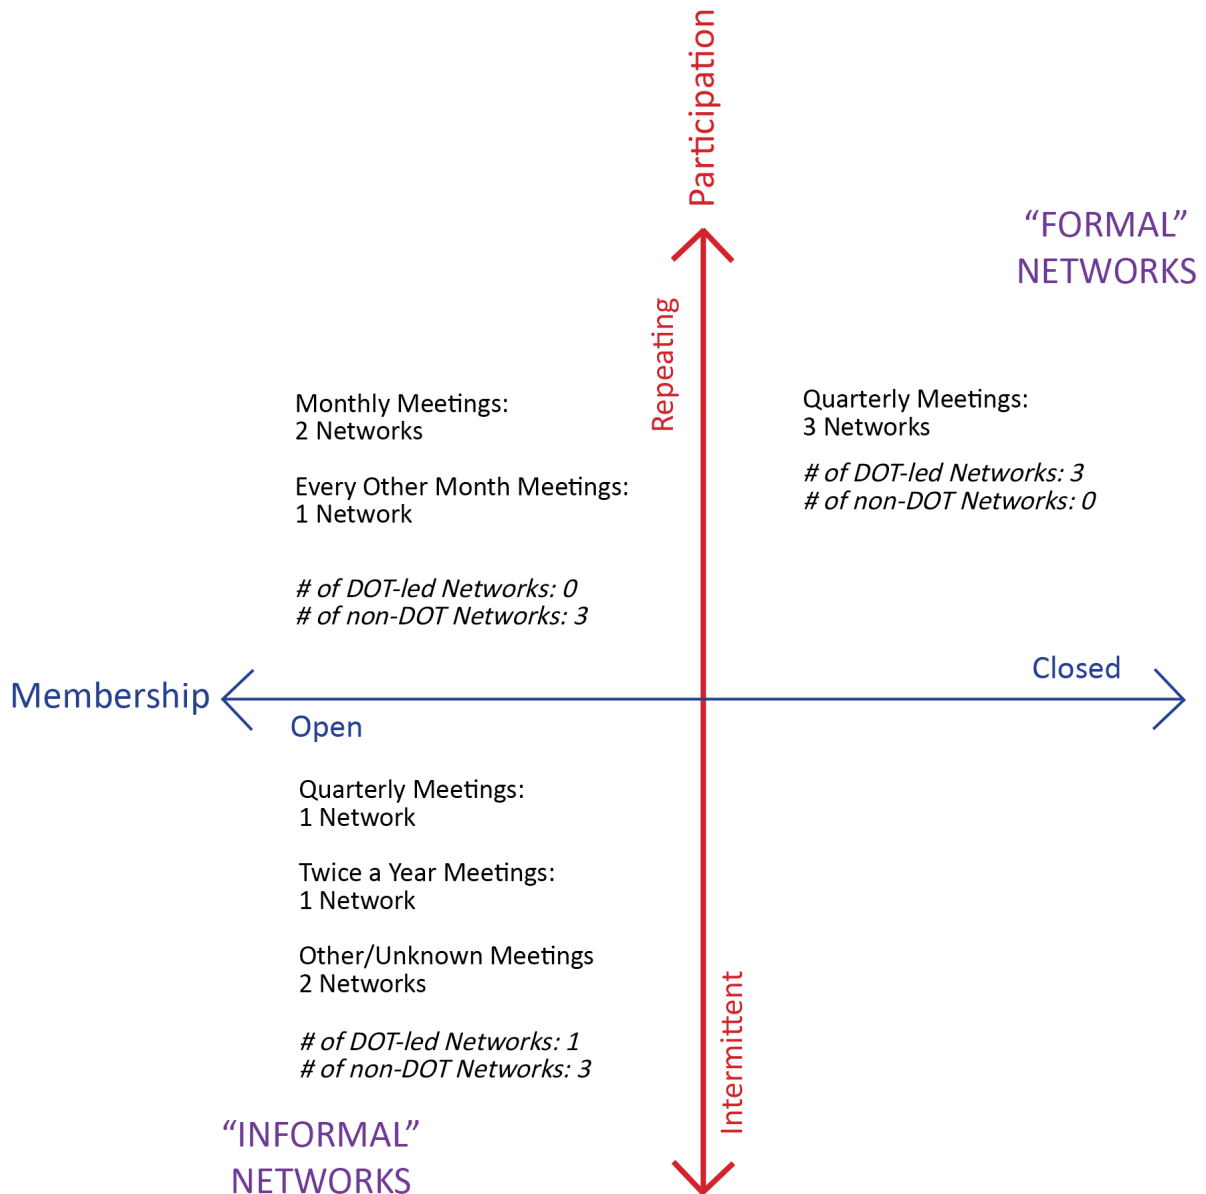 Participation
“FORMAL”
NETWORKS
Repeating
Monthly Meetings:
2 Networks
Every Other Month Meetings:
1 Network
# of DOT-led Networks: 0
# of non-DOT Networks: 3
Quarterly Meetings:
3 Networks
# of DOT-led Networks: 3
# of non-DOT Networks: 0
Membership
Open
Closed
Quarterly Meetings:
1 Network
Twice a Year Meetings:
1 Network
Other/Unknown Meetings
2 Networks
# of DOT-led Networks: 1
# of non-DOT Networks: 3
Intermittent
“INFORMAL”
NETWORKS